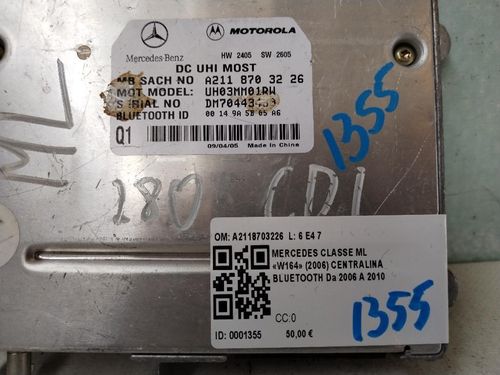 Mercedes-Benz
MOTOROLA
HW 2405 SW 2605
DC UHI MOST
MB SACH NO A211 870 32 26
MOT MODEL: UH03MM01RW
SERIAL NO
BLUETOOTH ID 00 14 9A 5B 05 A6
Q1
09/04/05 Made in China
1355
ML
280 CDI
OM: A2118703226 L: 6 E4 7
MERCEDES CLASSE ML
«W164» (2006) CENTRALINA
BLUETOOTH Da 2006 A 2010
CC:0
ID: 0001355 50,00 €
1355